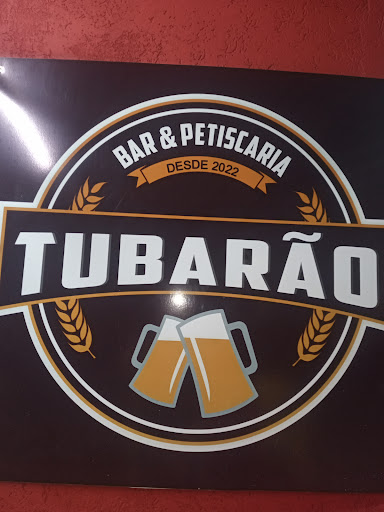 BAR & PETISCARIA
DESDE 2022
TUBARÃO